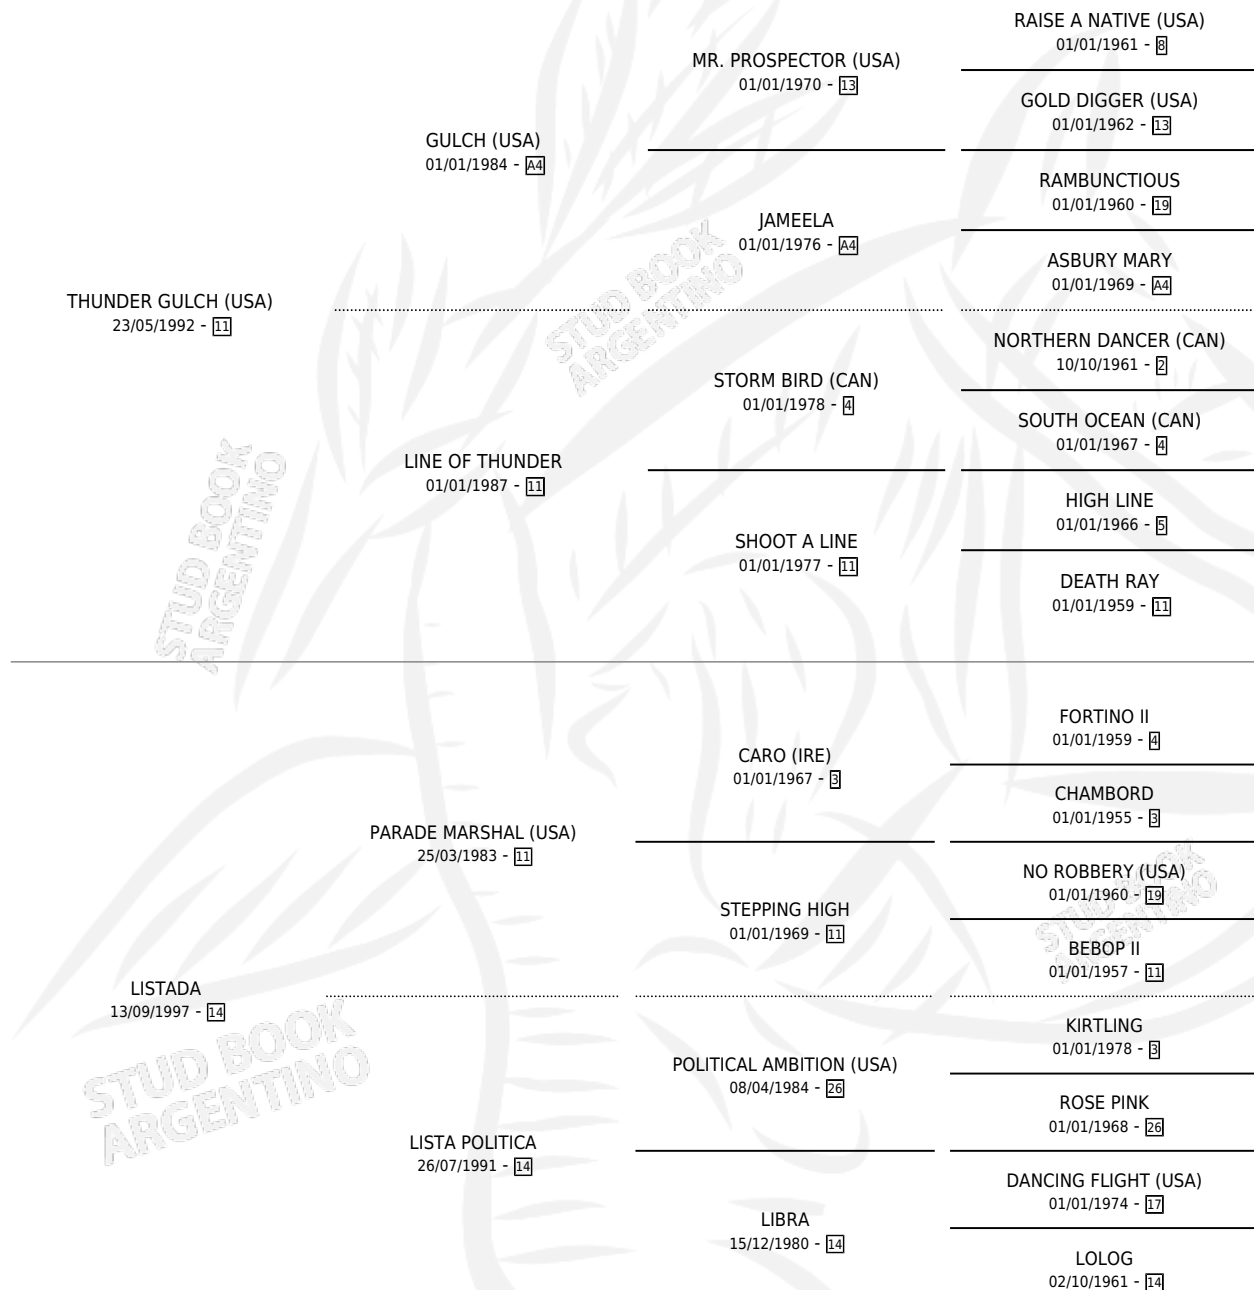 RAISE A NATIVE (USA)
01/01/1961 - 8
MR. PROSPECTOR (USA)
01/01/1970 - 13
GOLD DIGGER (USA)
01/01/1962 - 13
GULCH (USA)
01/01/1984 - A4
RAMBUNCTIOUS
01/01/1960 - 19
JAMEELA
01/01/1976 - A4
ASBURY MARY
01/01/1969 - A4
THUNDER GULCH (USA)
23/05/1992 - 11
NORTHERN DANCER (CAN)
10/10/1961 - 2
STORM BIRD (CAN)
01/01/1978 - 4
SOUTH OCEAN (CAN)
01/01/1967 - 4
LINE OF THUNDER
01/01/1987 - 11
HIGH LINE
01/01/1966 - 5
SHOOT A LINE
01/01/1977 - 11
DEATH RAY
01/01/1959 - 11
FORTINO II
01/01/1959 - 4
CARO (IRE)
01/01/1967 - 3
CHAMBORD
01/01/1955 - 3
PARADE MARSHAL (USA)
25/03/1983 - 11
NO ROBBERY (USA)
01/01/1960 - 19
STEPPING HIGH
01/01/1969 - 11
BEBOP II
01/01/1957 - 11
LISTADA
13/09/1997 - 14
KIRTLING
01/01/1978 - 3
POLITICAL AMBITION (USA)
08/04/1984 - 26
ROSE PINK
01/01/1968 - 26
LISTA POLITICA
26/07/1991 - 14
DANCING FLIGHT (USA)
01/01/1974 - 17
LIBRA
15/12/1980 - 14
LOLOG
02/10/1961 - 14
STUD BOOK
ARGENTINO
STUD BOOK
ARGENTINO
STUD BOOK
ARGENTINO
STUD BOOK
ARGENTINO